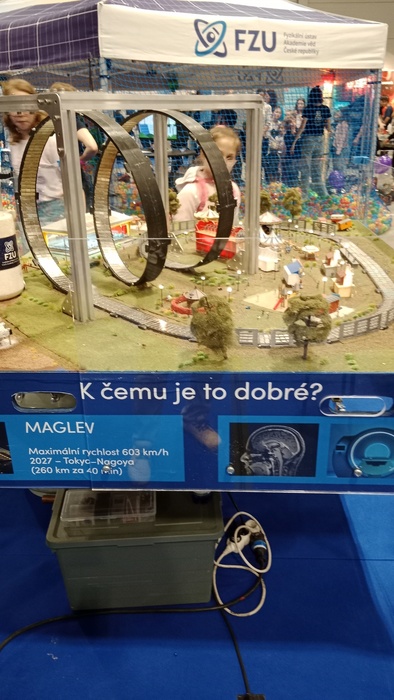 FZU
Fyzikální ústav
Akademie věd
České republiky
FZU
K čemu je to dobré?
MAGLEV
Maximální rychlost 603 km/h
2027 – Tokyo–Nagoya
(260 km za 40 min)